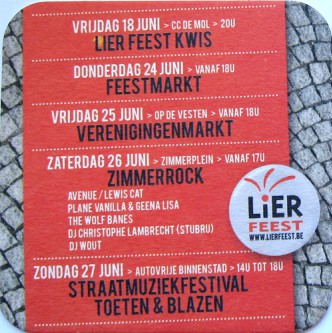 VRIJDAG 18 JUNI > CC DE MOL > 20U
LIER FEEST KWIS
DONDERDAG 24 JUNI > VANAF 18U
FEESTMARKT
VRIJDAG 25 JUNI > OP DE VESTEN > VANAF 18U
VERENIGINGENMARKT
ZATERDAG 26 JUNI > ZIMMERPLEIN > VANAF 17U
ZIMMERROCK
AVENUE / LEWIS CAT
PLANE VANILLA & GEENA LISA
THE WOLF BANES
DJ CHRISTOPHE LAMBRECHT (STUBRU)
DJ WOUT
LiER
FEEST
WWW.LIERFEEST.BE
ZONDAG 27 JUNI > AUTOVRIJE BINNENSTAD > 14U TOT 18U
STRAATMUZIEKFESTIVAL
TOETEN & BLAZEN